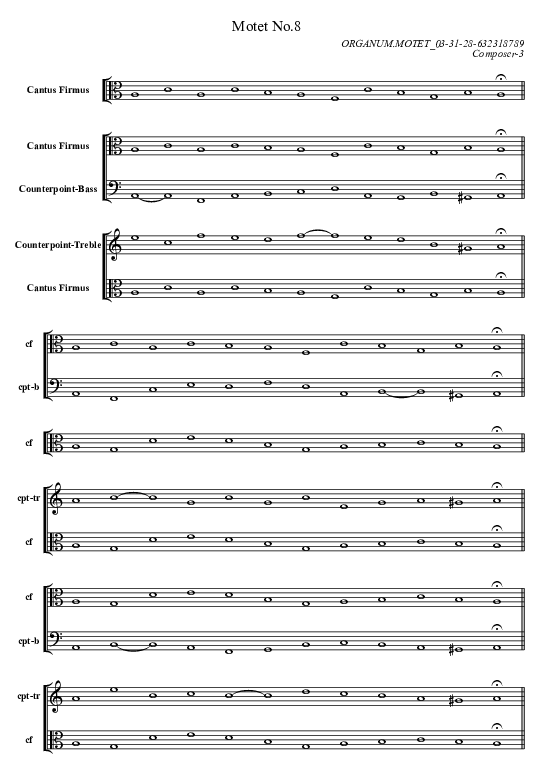 Motet No.8
ORGANUM.MOTET_03-31-28-632318789
Composer-3
Cantus Firmus
Cantus Firmus
Counterpoint-Bass
Counterpoint-Treble
Cantus Firmus
cf
cpt-b
cf
cpt-tr
cf
cf
cpt-b
cpt-tr
cf